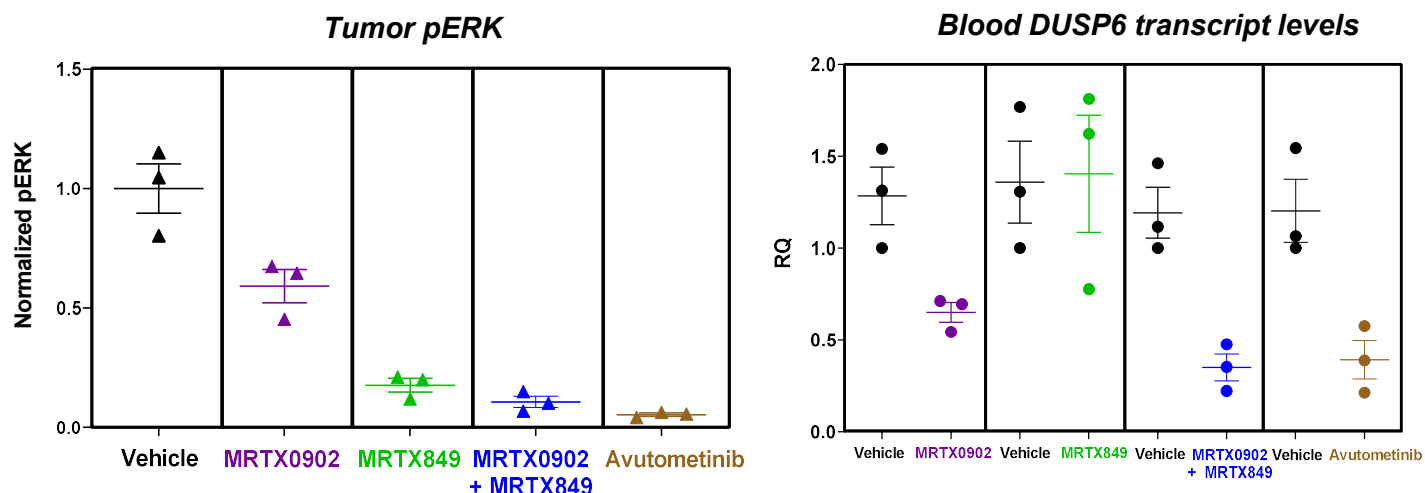 Tumor pERK
Normalized pERK
1.5
1.0
0.5
0.0
Vehicle
MRTX0902
MRTX849
MRTX0902
+ MRTX849
Avutometinib
Blood DUSP6 transcript levels
RQ
2.0
1.5
1.0
0.5
0.0
Vehicle
MRTX0902
Vehicle
MRTX849
Vehicle
MRTX0902
+ MRTX849
Vehicle
Avutometinib